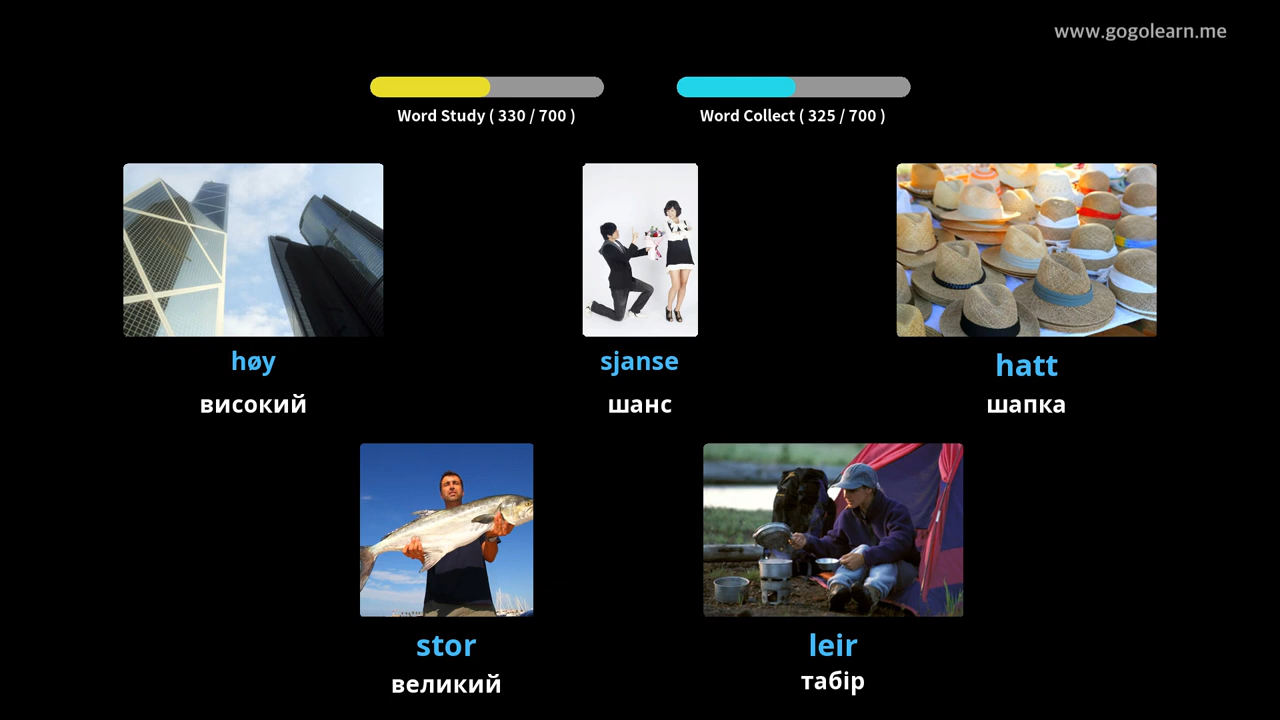 www.gogolearn.me
Word Study ( 330 / 700 )
Word Collect ( 325 / 700 )
høy
високий
sjanse
шанс
hatt
шапка
stor
великий
leir
табір